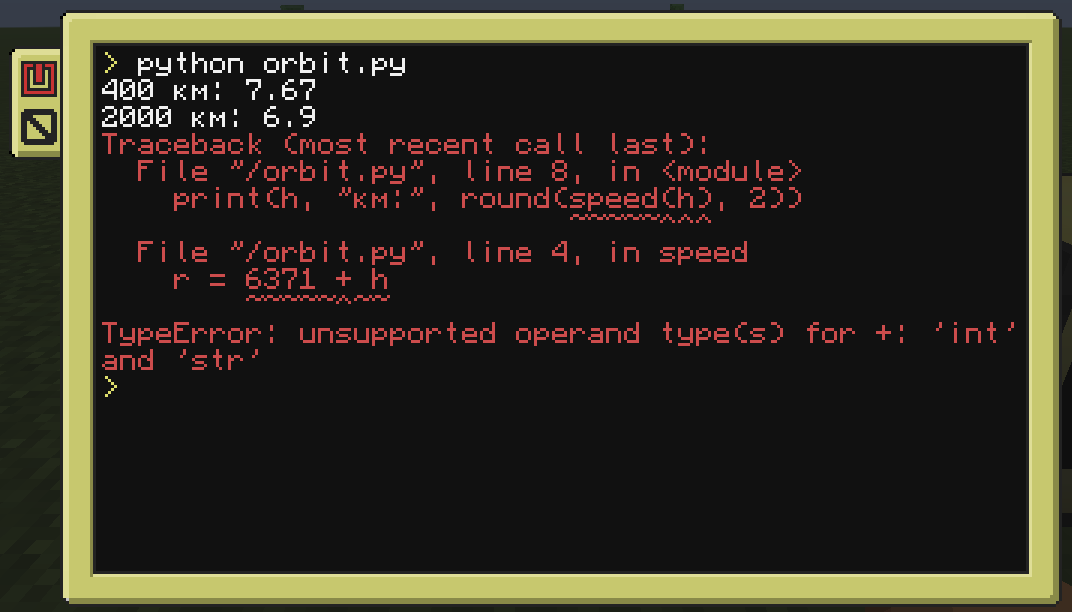 > python orbit.py
400 км: 7.67
2000 км: 6.9
Traceback (most recent call last):
  File "/orbit.py", line 8, in <module>
    print(h, "км:", round(speed(h), 2))
                          ~~~~~^^^
  File "/orbit.py", line 4, in speed
    r = 6371 + h
        ~~~~~^~~
TypeError: unsupported operand type(s) for +: 'int'
and 'str'
>